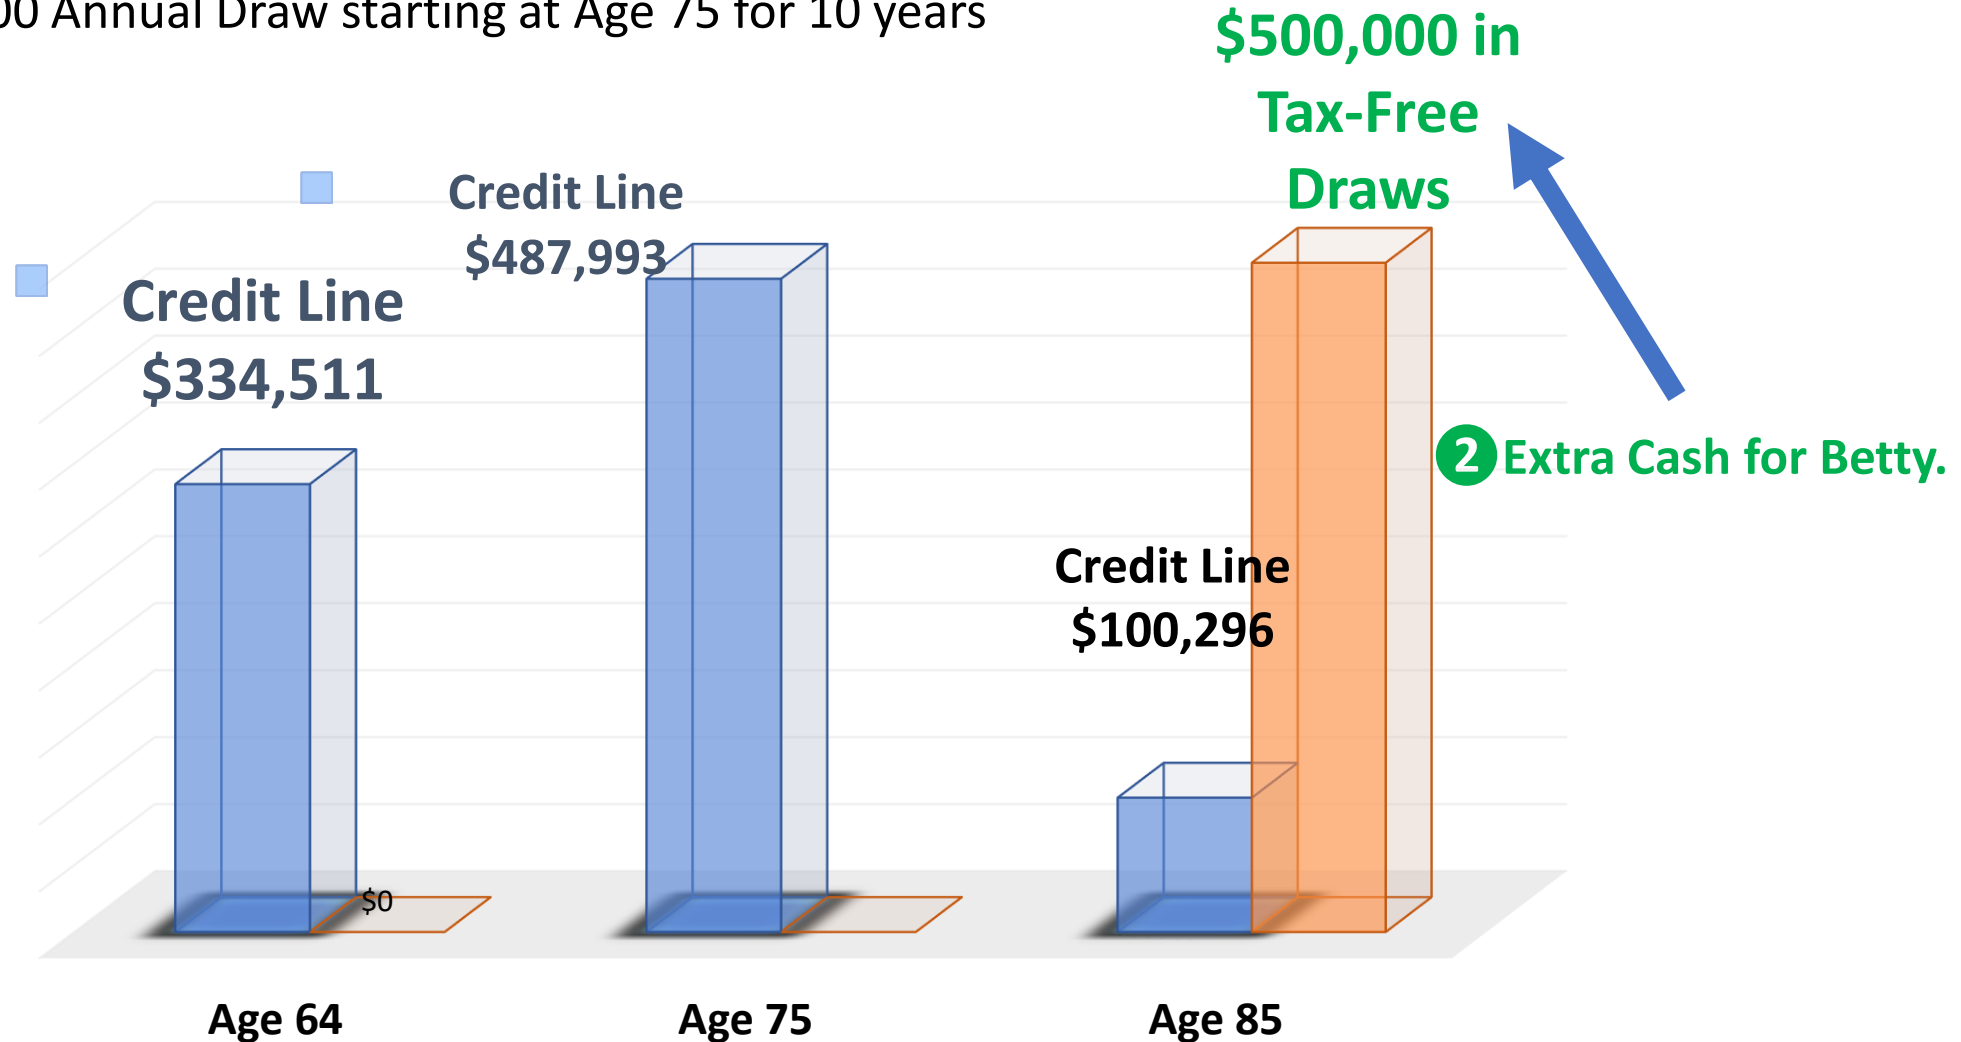 00 Annual Draw starting at Age 75 for 10 years
$500,000 in
Tax-Free
Draws
Credit Line
$487,993
Credit Line
$334,511
2 Extra Cash for Betty.
Credit Line
$100,296
$0
Age 64
Age 75
Age 85